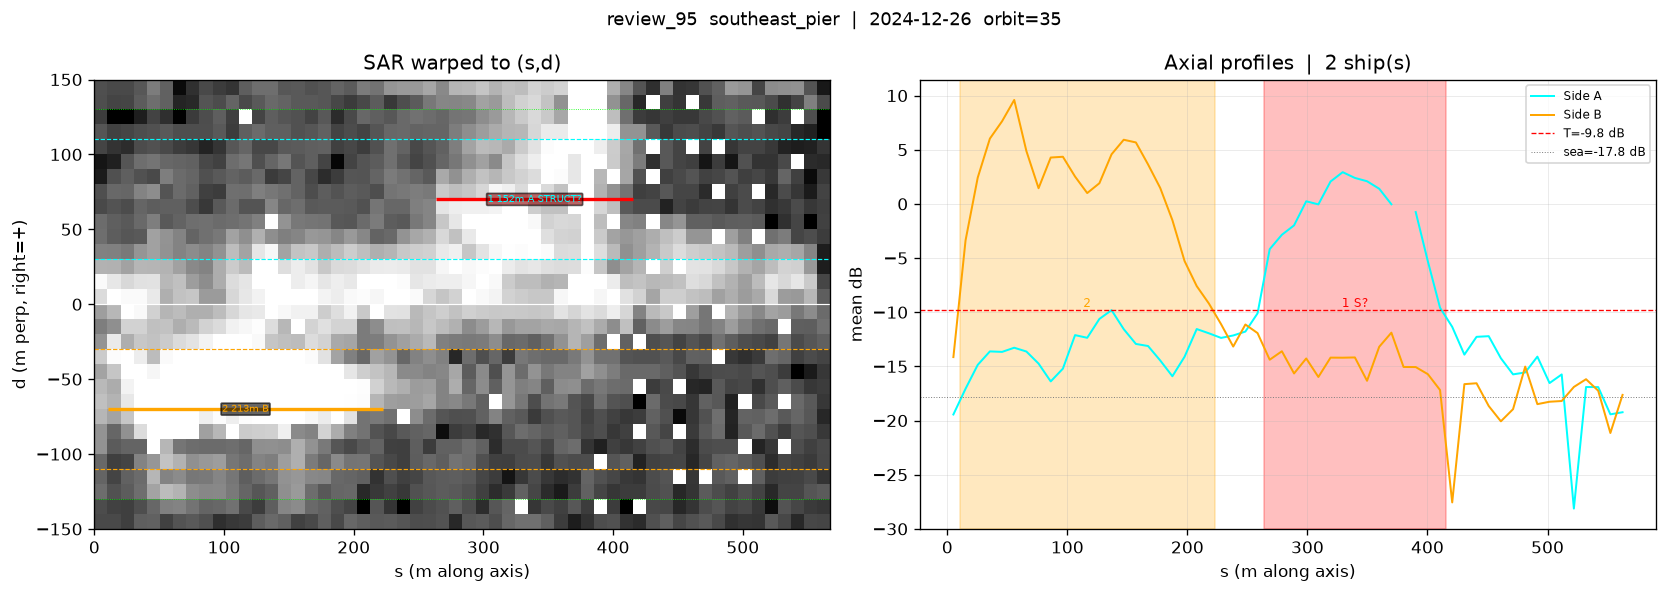 review_95 southeast_pier | 2024-12-26 orbit=35
SAR warped to (s,d)
150
100
50
0
−50
−100
−150
d (m perp, right=+)
1 152m A STRUCT?
2 213m B
0 100 200 300 400 500
s (m along axis)
Axial profiles | 2 ship(s)
10
5
0
−5
−10
−15
−20
−25
−30
mean dB
Side A
Side B
T=-9.8 dB
sea=-17.8 dB
2
1 S?
0 100 200 300 400 500
s (m along axis)